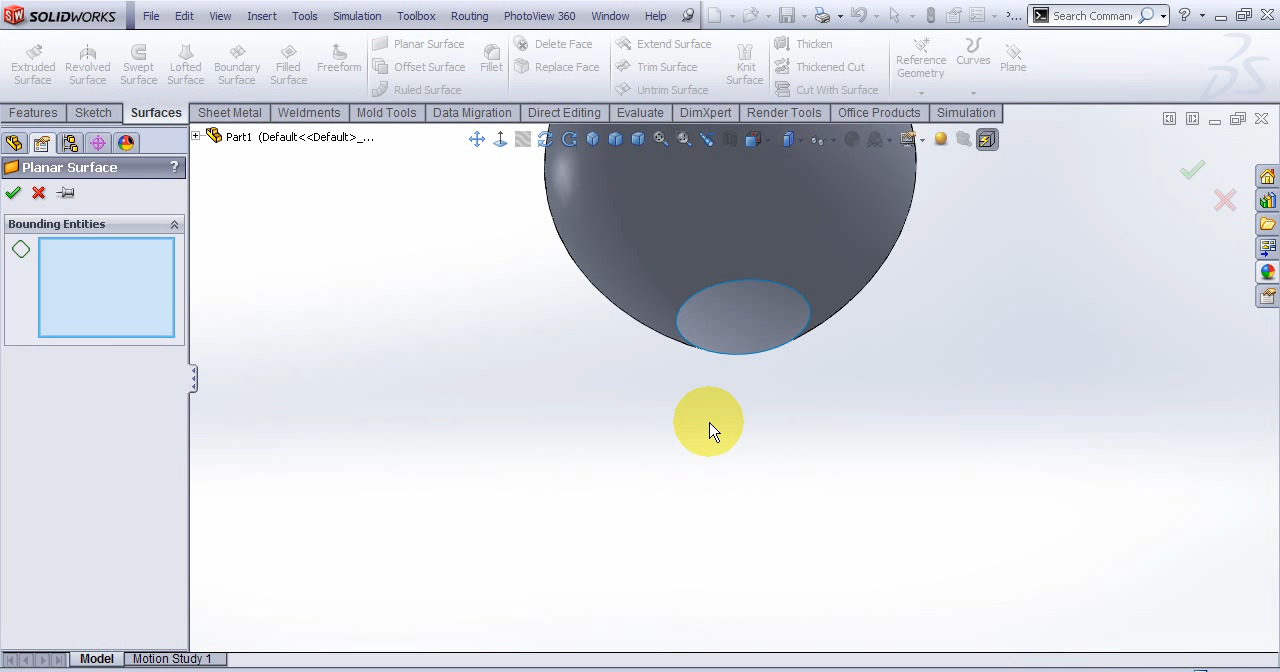 SW SOLIDWORKS File Edit View Insert Tools Simulation Toolbox Routing PhotoView 360 Window Help Search Comman ?
Extruded Surface
Revolved Surface
Swept Surface
Lofted Surface
Boundary Surface
Filled Surface
Freeform
Planar Surface
Offset Surface
Ruled Surface
Fillet
Delete Face
Replace Face
Extend Surface
Trim Surface
Untrim Surface
Knit Surface
Thicken
Thickened Cut
Cut With Surface
Reference Geometry
Curves
Plane
Features Sketch Surfaces Sheet Metal Weldments Mold Tools Data Migration Direct Editing Evaluate DimXpert Render Tools Office Products Simulation
Part1 (Default<<Default>_...
Planar Surface ?
Bounding Entities
Model Motion Study 1